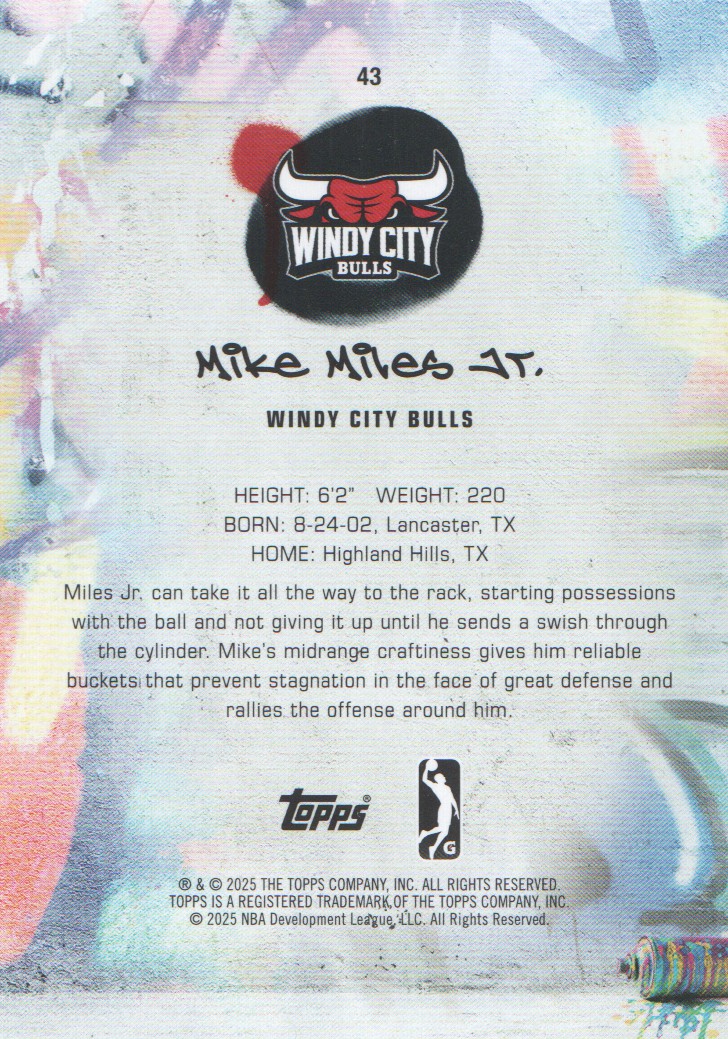 43
WINDY CITY
BULLS
Mike Miles Jr.
WINDY CITY BULLS
HEIGHT: 6'2" WEIGHT: 220
BORN: 8-24-02, Lancaster, TX
HOME: Highland Hills, TX
Miles Jr. can take it all the way to the rack, starting possessions
with the ball and not giving it up until he sends a swish through
the cylinder. Mike's midrange craftiness gives him reliable
buckets that prevent stagnation in the face of great defense and
rallies the offense around him.
topps®
G
® & © 2025 THE TOPPS COMPANY, INC. ALL RIGHTS RESERVED.
TOPPS IS A REGISTERED TRADEMARK OF THE TOPPS COMPANY, INC.
© 2025 NBA Development League, LLC. All Rights Reserved.